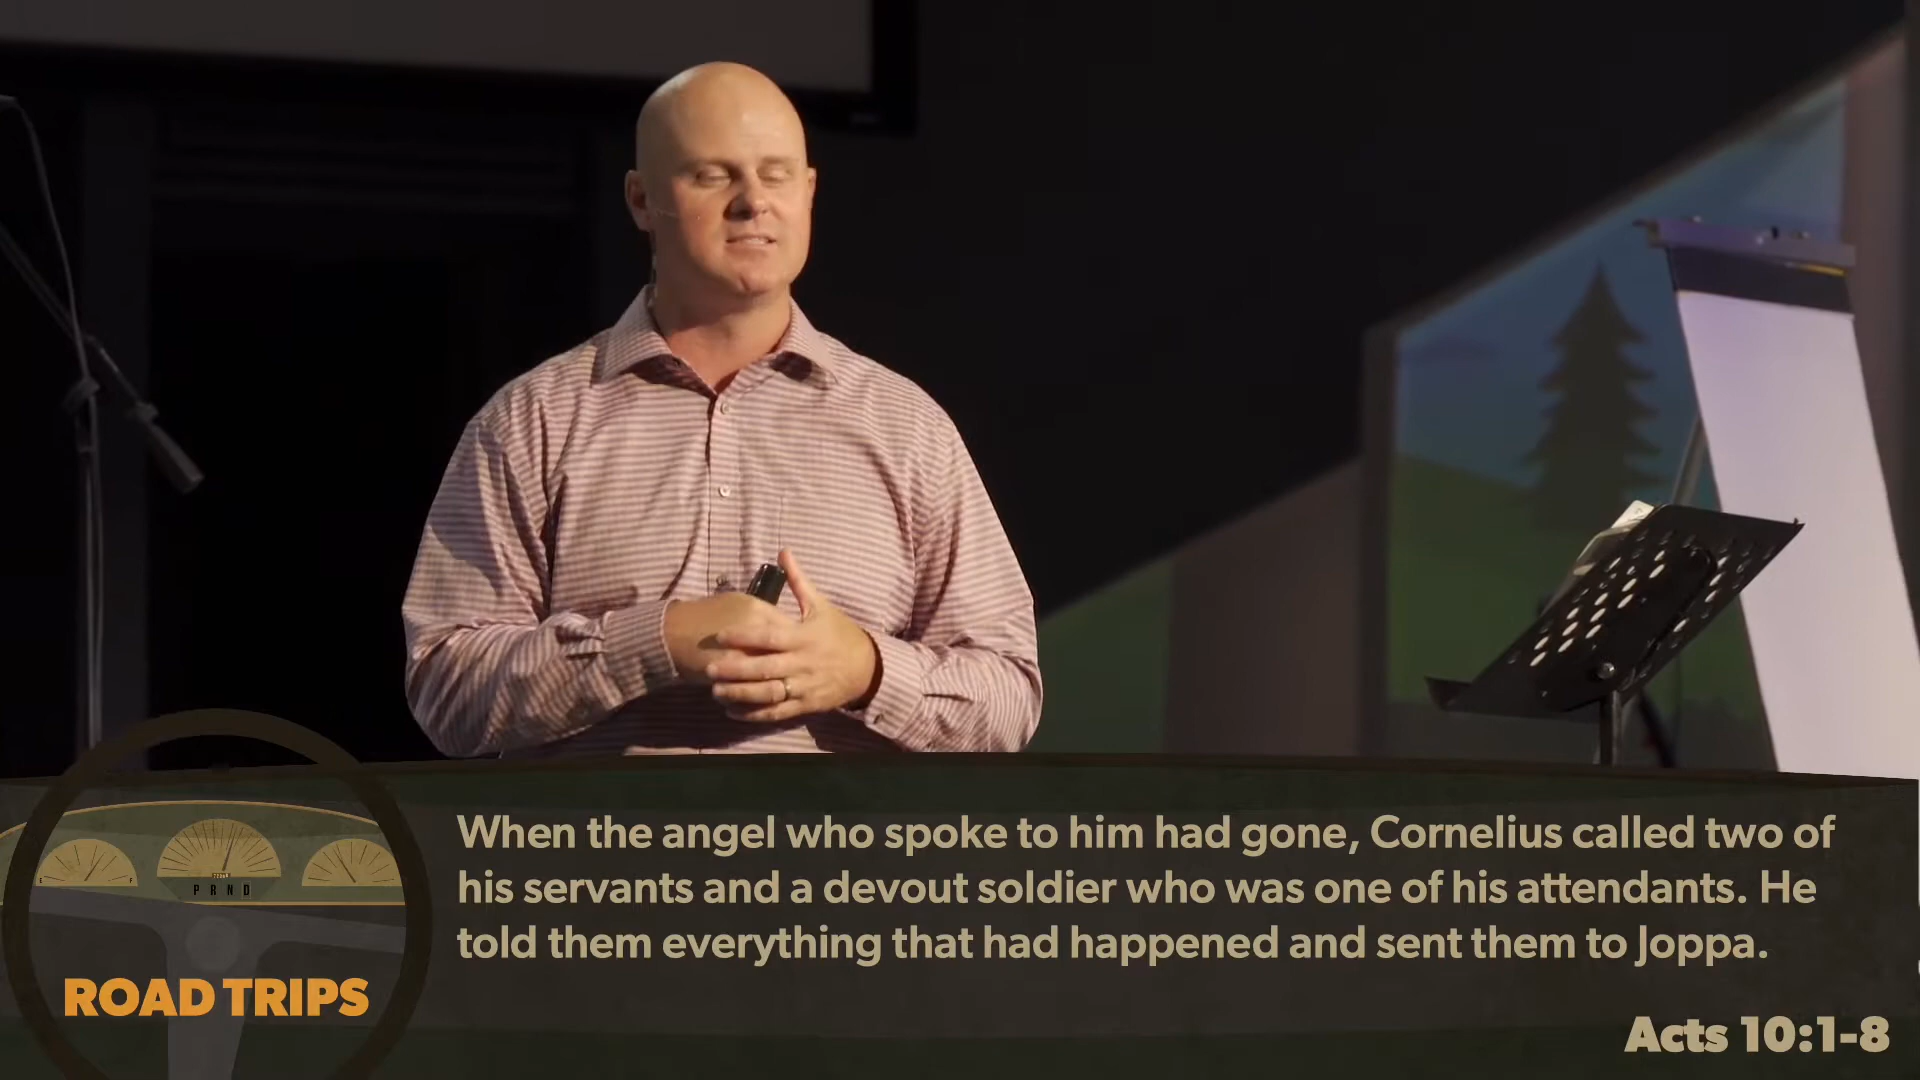 When the angel who spoke to him had gone, Cornelius called two of
his servants and a devout soldier who was one of his attendants. He
told them everything that had happened and sent them to Joppa.
P R N D
ROAD TRIPS
Acts 10:1-8